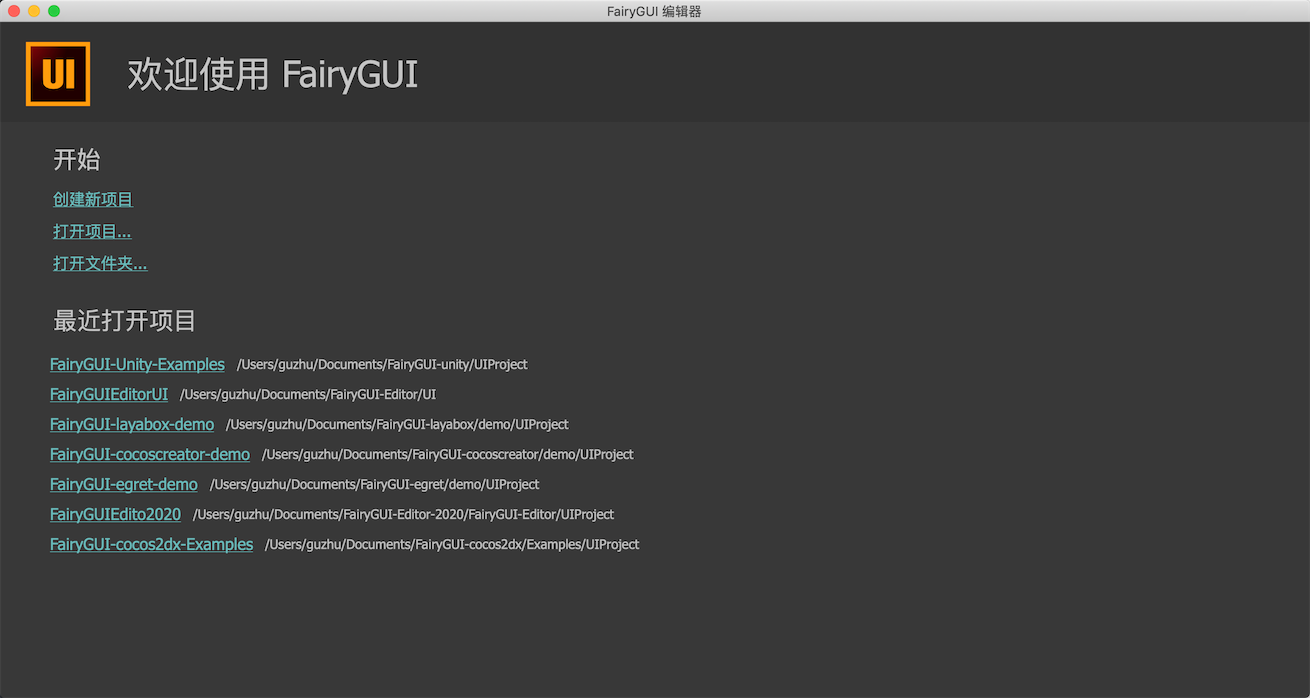 FairyGUI 编辑器
UI 欢迎使用 FairyGUI
开始
创建新项目
打开项目...
打开文件夹...
最近打开项目
FairyGUI-Unity-Examples /Users/guzhu/Documents/FairyGUI-unity/UIProject
FairyGUIEditorUI /Users/guzhu/Documents/FairyGUI-Editor/UI
FairyGUI-layabox-demo /Users/guzhu/Documents/FairyGUI-layabox/demo/UIProject
FairyGUI-cocoscreator-demo /Users/guzhu/Documents/FairyGUI-cocoscreator/demo/UIProject
FairyGUI-egret-demo /Users/guzhu/Documents/FairyGUI-egret/demo/UIProject
FairyGUIEdito2020 /Users/guzhu/Documents/FairyGUI-Editor-2020/FairyGUI-Editor/UIProject
FairyGUI-cocos2dx-Examples /Users/guzhu/Documents/FairyGUI-cocos2dx/Examples/UIProject